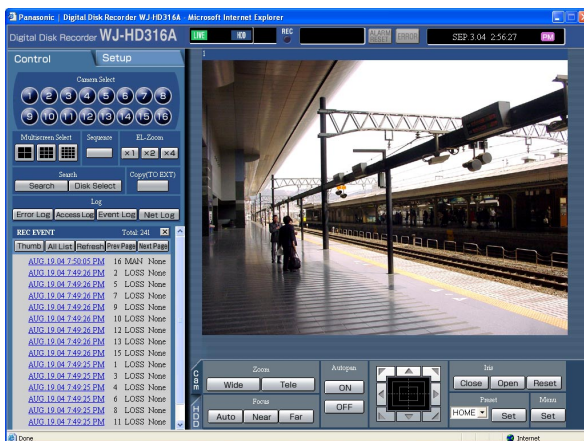 Panasonic | Digital Disk Recorder WJ-HD316A - Microsoft Internet Explorer
Digital Disk Recorder WJ-HD316A
LIVE HDD REC ALARM RESET ERROR SEP.3.04 2:56:27 PM
Control Setup
1
Camera Select
1 2 3 4 5 6 7 8
9 10 11 12 13 14 15 16
Multiscreen Select Sequence EL-Zoom
×1 ×2 ×4
Search Copy(TO EXT)
Search Disk Select
Log
Error Log Access Log Event Log Net Log
REC EVENT Total: 241
Thumb All List Refresh Prev Page Next Page
AUG.19.04 7:50:05 PM 16 MAN None
AUG.19.04 7:49:26 PM 2 LOSS None
AUG.19.04 7:49:26 PM 5 LOSS None
AUG.19.04 7:49:26 PM 7 LOSS None
AUG.19.04 7:49:26 PM 9 LOSS None
AUG.19.04 7:49:26 PM 10 LOSS None
AUG.19.04 7:49:26 PM 12 LOSS None
AUG.19.04 7:49:26 PM 13 LOSS None
AUG.19.04 7:49:26 PM 15 LOSS None
AUG.19.04 7:49:25 PM 1 LOSS None
AUG.19.04 7:49:25 PM 3 LOSS None
AUG.19.04 7:49:25 PM 4 LOSS None
AUG.19.04 7:49:25 PM 6 LOSS None
AUG.19.04 7:49:25 PM 8 LOSS None
AUG.19.04 7:49:25 PM 11 LOSS None
Cam
HDD
Zoom
Wide Tele
Focus
Auto Near Far
Autopan
ON
OFF
Iris
Close Open Reset
Preset Menu
HOME Set Set
Done Internet